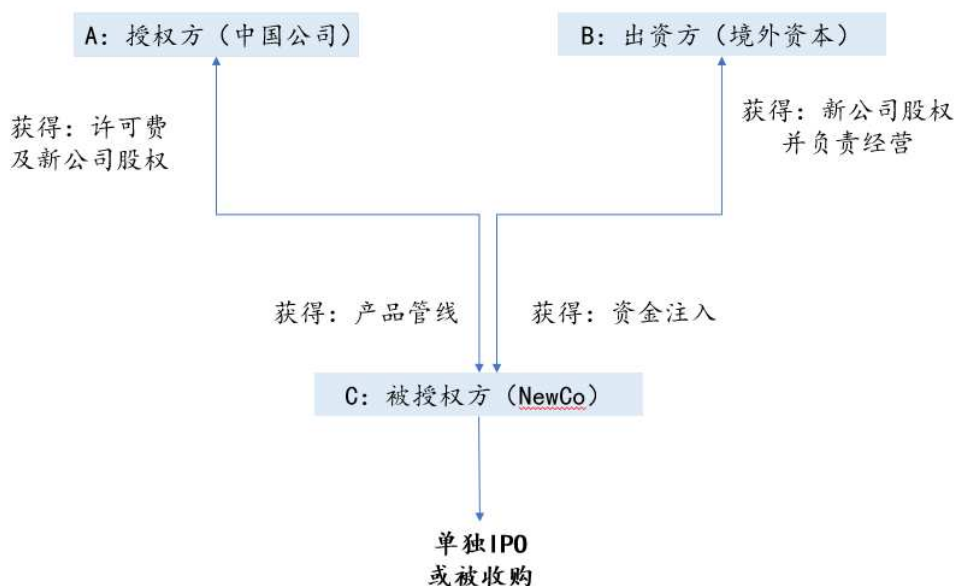 A: 授权方（中国公司）
B: 出资方（境外资本）
获得: 许可费
及新公司股权
获得: 新公司股权
并负责经营
获得: 产品管线
获得: 资金注入
C: 被授权方（NewCo）
单独IPO
或被收购